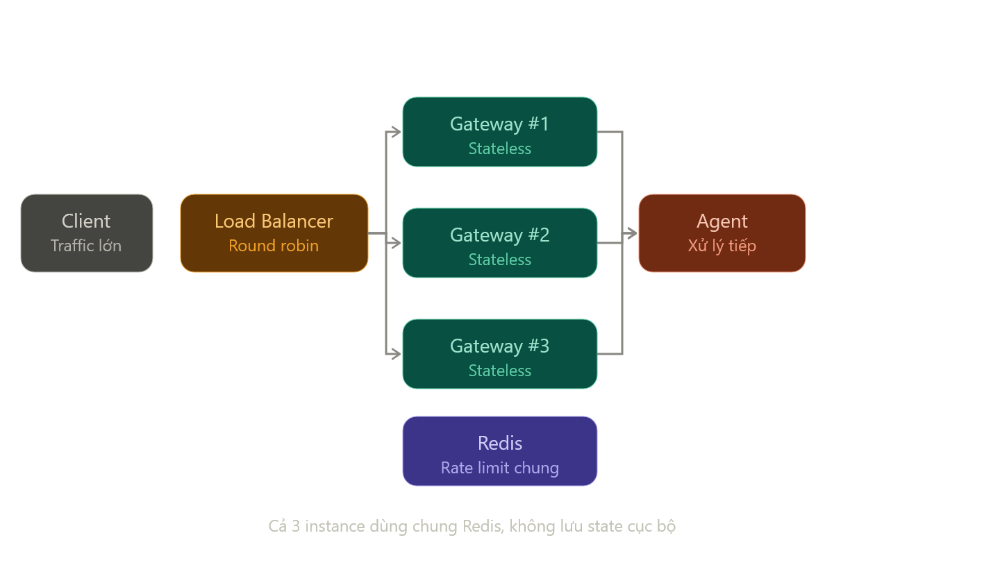 Gateway #1
Stateless
Client
Traffic lớn
Load Balancer
Round robin
Gateway #2
Stateless
Agent
Xử lý tiếp
Gateway #3
Stateless
Redis
Rate limit chung
Cả 3 instance dùng chung Redis, không lưu state cục bộ